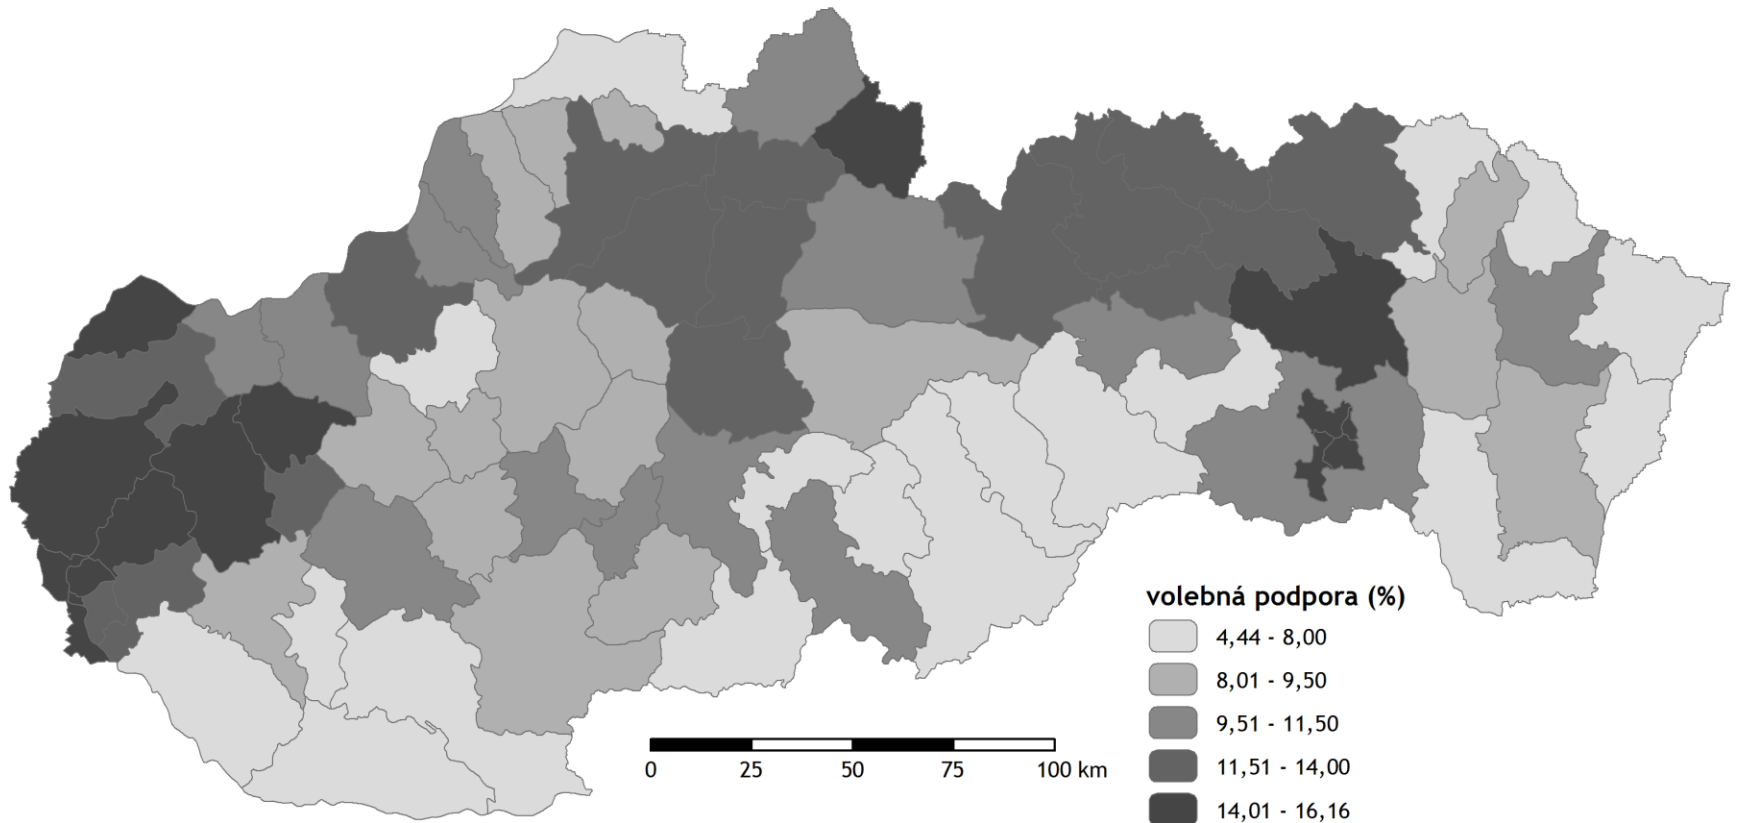 volebná podpora (%)
4,44 - 8,00
8,01 - 9,50
9,51 - 11,50
11,51 - 14,00
14,01 - 16,16
0 25 50 75 100 km